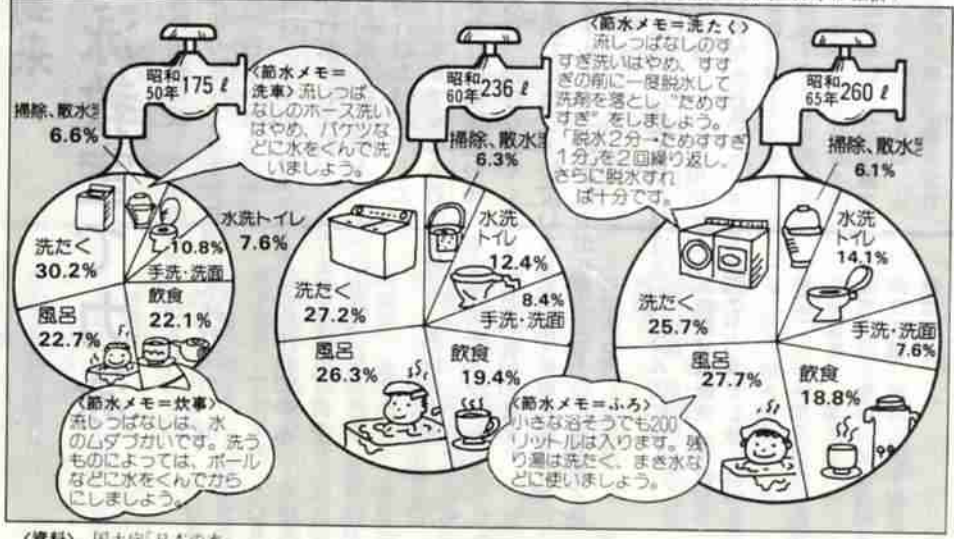 昭和
50年 175 ℓ
掃除、散水
6.6%
〈節水メモ=
洗車〉流しっぱ
なしのホース洗い
はやめ、バケツな
どに水をくんで洗
いましょう。
水洗トイレ
7.6%
10.8%
手洗・洗面
洗たく
30.2%
飲食
22.1%
風呂
22.7%
〈節水メモ=炊事〉
流しっぱなしは、水
のムダづかいです。洗う
ものによっては、ボール
などに水をくんでから
にしましょう。
昭和
60年 236 ℓ
掃除、散水
6.3%
水洗
トイレ
12.4%
8.4%
手洗・洗面
洗たく
27.2%
風呂
26.3%
飲食
19.4%
〈節水メモ=洗たく〉
流しっぱなしのす
すぎ洗いはやめ、すす
ぎの前に一度脱水して
洗剤を落とし“ためす
すぎ”をしましょう。
「脱水2分→ためすすぎ
1分」を2回繰り返し、
さらに脱水すれ
ば十分です。
〈節水メモ=ふろ〉
小さな浴そうでも200
リットルは入ります。残
り湯は洗たく、まき水な
どに使いましょう。
昭和
65年 260 ℓ
掃除、散水
6.1%
水洗
トイレ
14.1%
手洗・洗面
7.6%
洗たく
25.7%
風呂
27.7%
飲食
18.8%
〈資料〉